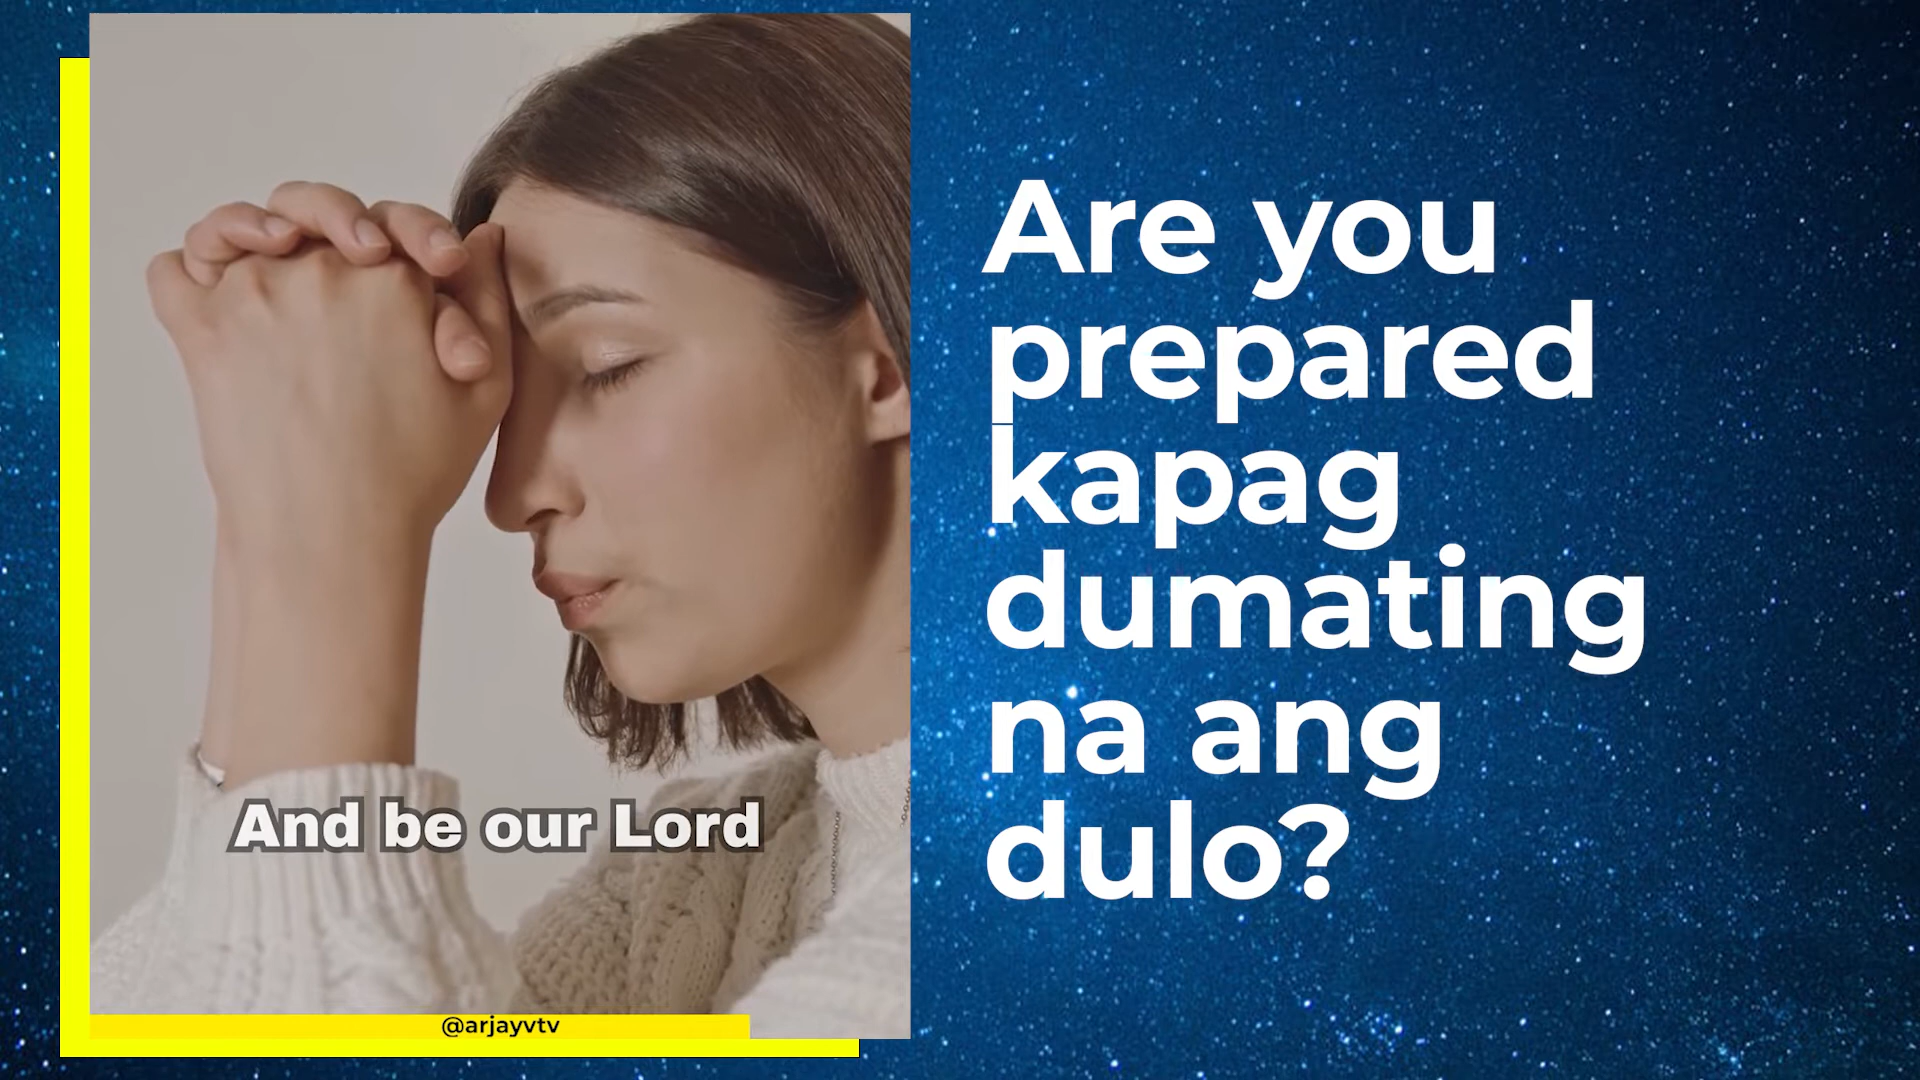 And be our Lord
@arjayvtv
Are you
prepared
kapag
dumating
na ang
dulo?